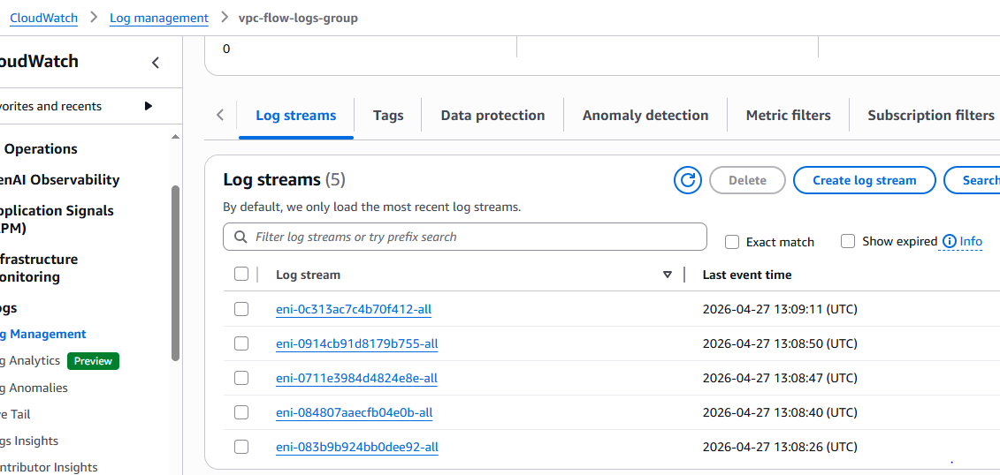 CloudWatch > Log management > vpc-flow-logs-group
oudWatch
0
vorites and recents
Log streams
Tags
Data protection
Anomaly detection
Metric filters
Subscription filters
Operations
enAI Observability
pplication Signals
PM)
frastructure
onitoring
ogs
g Management
g Analytics Preview
g Anomalies
ve Tail
gs Insights
ntributor Insights
Log streams (5)
Delete
Create log stream
Search
By default, we only load the most recent log streams.
Filter log streams or try prefix search
Exact match
Show expired
Info
Log stream Last event time
eni-0c313ac7c4b70f412-all 2026-04-27 13:09:11 (UTC)
eni-0914cb91d8179b755-all 2026-04-27 13:08:50 (UTC)
eni-0711e3984d4824e8e-all 2026-04-27 13:08:47 (UTC)
eni-084807aaecfb04e0b-all 2026-04-27 13:08:40 (UTC)
eni-083b9b924bb0dee92-all 2026-04-27 13:08:26 (UTC)